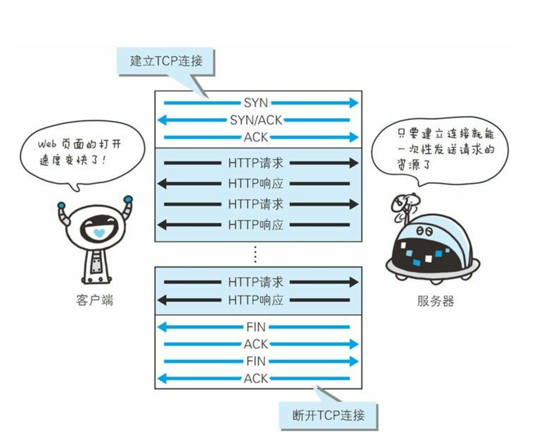 建立TCP连接
SYN
SYN/ACK
ACK
Web 页面的打开
速度变快了!
只要建立连接就能
一次性发送请求的
资源了
HTTP请求
HTTP响应
HTTP请求
HTTP响应
HTTP请求
HTTP响应
客户端
服务器
FIN
ACK
FIN
ACK
断开TCP连接